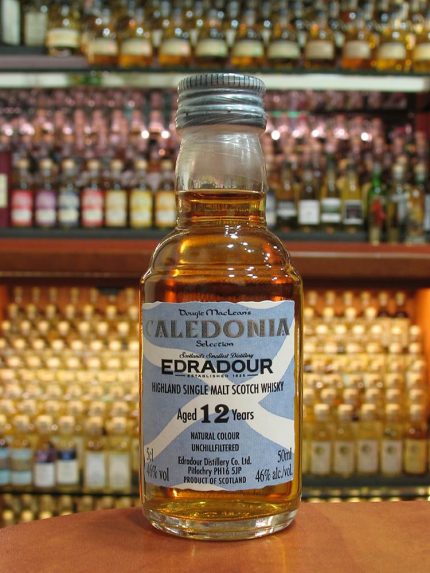 Dougie MacLean's
CALEDONIA
Selection
Scotland's Smallest Distillery
EDRADOUR
ESTABLISHED 1825
HIGHLAND SINGLE MALT SCOTCH WHISKY
Aged 12 Years
NATURAL COLOUR
UNCHILLFILTERED
5cl 50ml
Edradour Distillery Co. Ltd.
46% vol Pitlochry PH16 5JP 46% alc./vol.
PRODUCT OF SCOTLAND